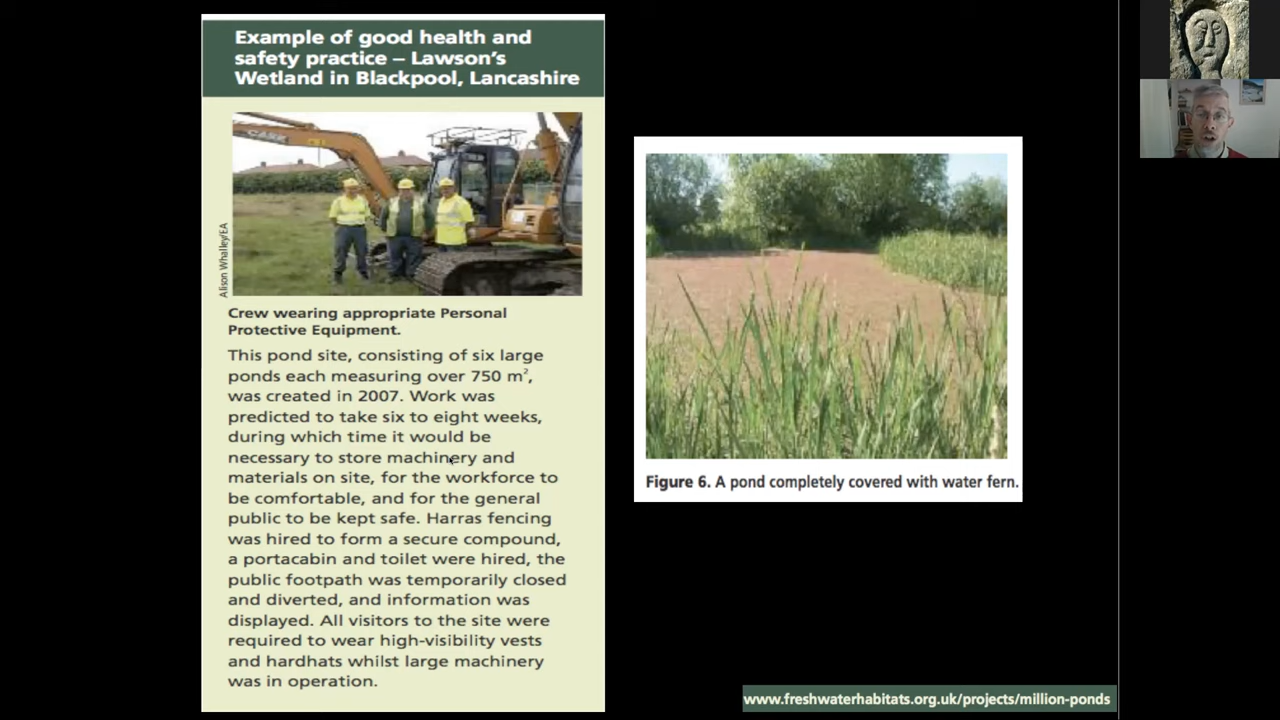 Example of good health and
safety practice – Lawson's
Wetland in Blackpool, Lancashire
CASE
Alison Whalley/EA
Crew wearing appropriate Personal
Protective Equipment.
This pond site, consisting of six large
ponds each measuring over 750 m²,
was created in 2007. Work was
predicted to take six to eight weeks,
during which time it would be
necessary to store machinery and
materials on site, for the workforce to
be comfortable, and for the general
public to be kept safe. Harras fencing
was hired to form a secure compound,
a portacabin and toilet were hired, the
public footpath was temporarily closed
and diverted, and information was
displayed. All visitors to the site were
required to wear high-visibility vests
and hardhats whilst large machinery
was in operation.
Figure 6. A pond completely covered with water fern.
www.freshwaterhabitats.org.uk/projects/million-ponds